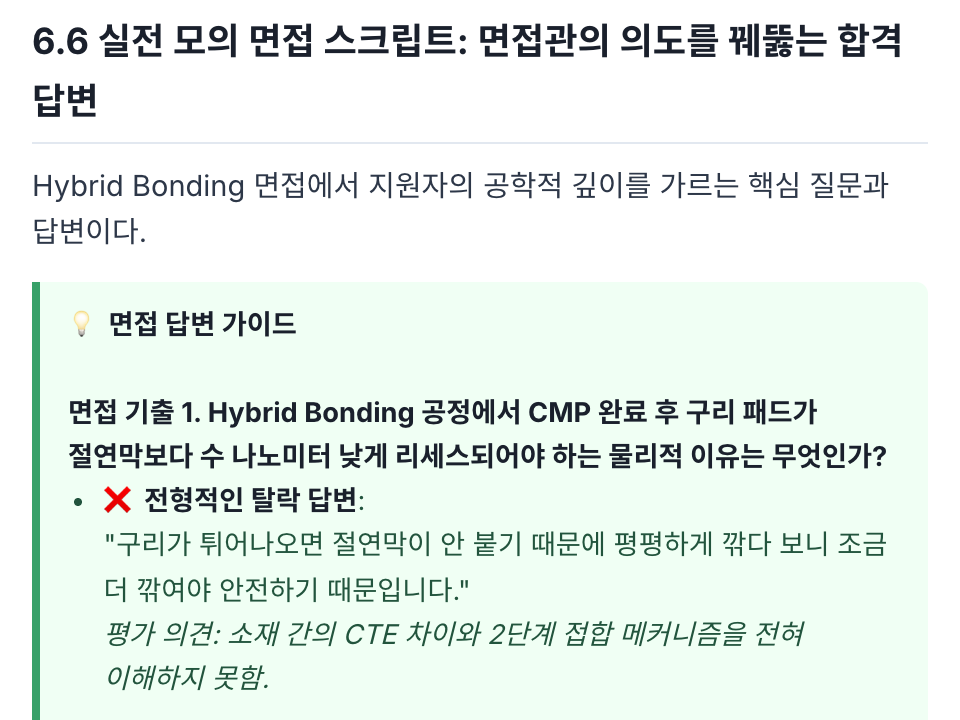 6.6 실전 모의 면접 스크립트: 면접관의 의도를 꿰뚫는 합격
답변
Hybrid Bonding 면접에서 지원자의 공학적 깊이를 가르는 핵심 질문과
답변이다.
💡 면접 답변 가이드
면접 기출 1. Hybrid Bonding 공정에서 CMP 완료 후 구리 패드가
절연막보다 수 나노미터 낮게 리세스되어야 하는 물리적 이유는 무엇인가?
• ❌ 전형적인 탈락 답변:
"구리가 튀어나오면 절연막이 안 붙기 때문에 평평하게 깎다 보니 조금
더 깎여야 안전하기 때문입니다."
평가 의견: 소재 간의 CTE 차이와 2단계 접합 메커니즘을 전혀
이해하지 못함.